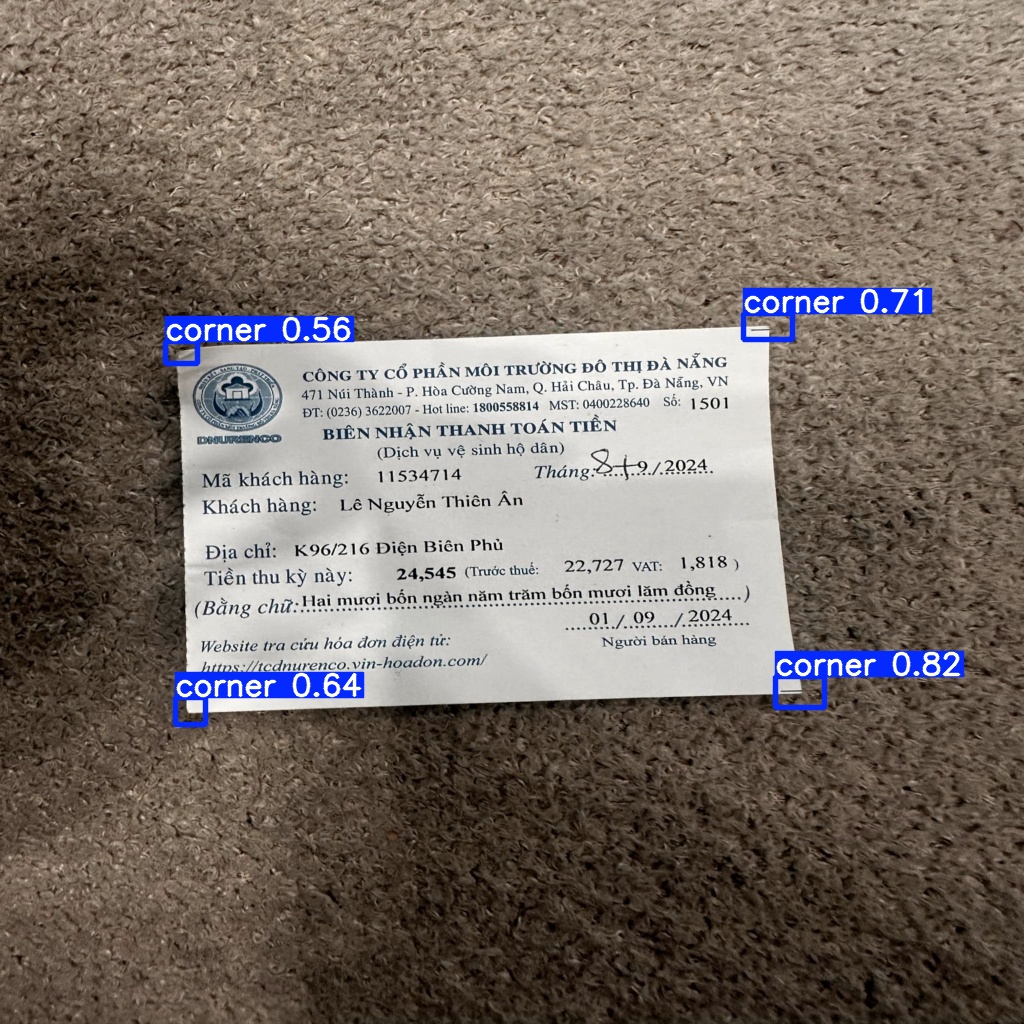 corner 0.71
corner 0.56
CÔNG TY CỔ PHẦN MÔI TRƯỜNG ĐÔ THỊ ĐÀ NẴNG
471 Núi Thành - P. Hòa Cường Nam, Q. Hải Châu, Tp. Đà Nẵng, VN
ĐT: (0236) 3622007 - Hot line: 1800558814 MST: 0400228640 Số: 1501
DNURENCO
BIÊN NHẬN THANH TOÁN TIỀN
(Dịch vụ vệ sinh hộ dân)
Mã khách hàng: 11534714 Tháng: 8+9/2024
Khách hàng: Lê Nguyễn Thiên Ân
Địa chỉ: K96/216 Điện Biên Phủ
Tiền thu kỳ này: 24,545 (Trước thuế: 22,727 VAT: 1,818 )
(Bằng chữ: Hai mươi bốn ngàn năm trăm bốn mươi lăm đồng )
01 / 09 / 2024
Website tra cứu hóa đơn điện tử: Người bán hàng
https://tcdnurenco.vin-hoadon.com/
corner 0.82
corner 0.64